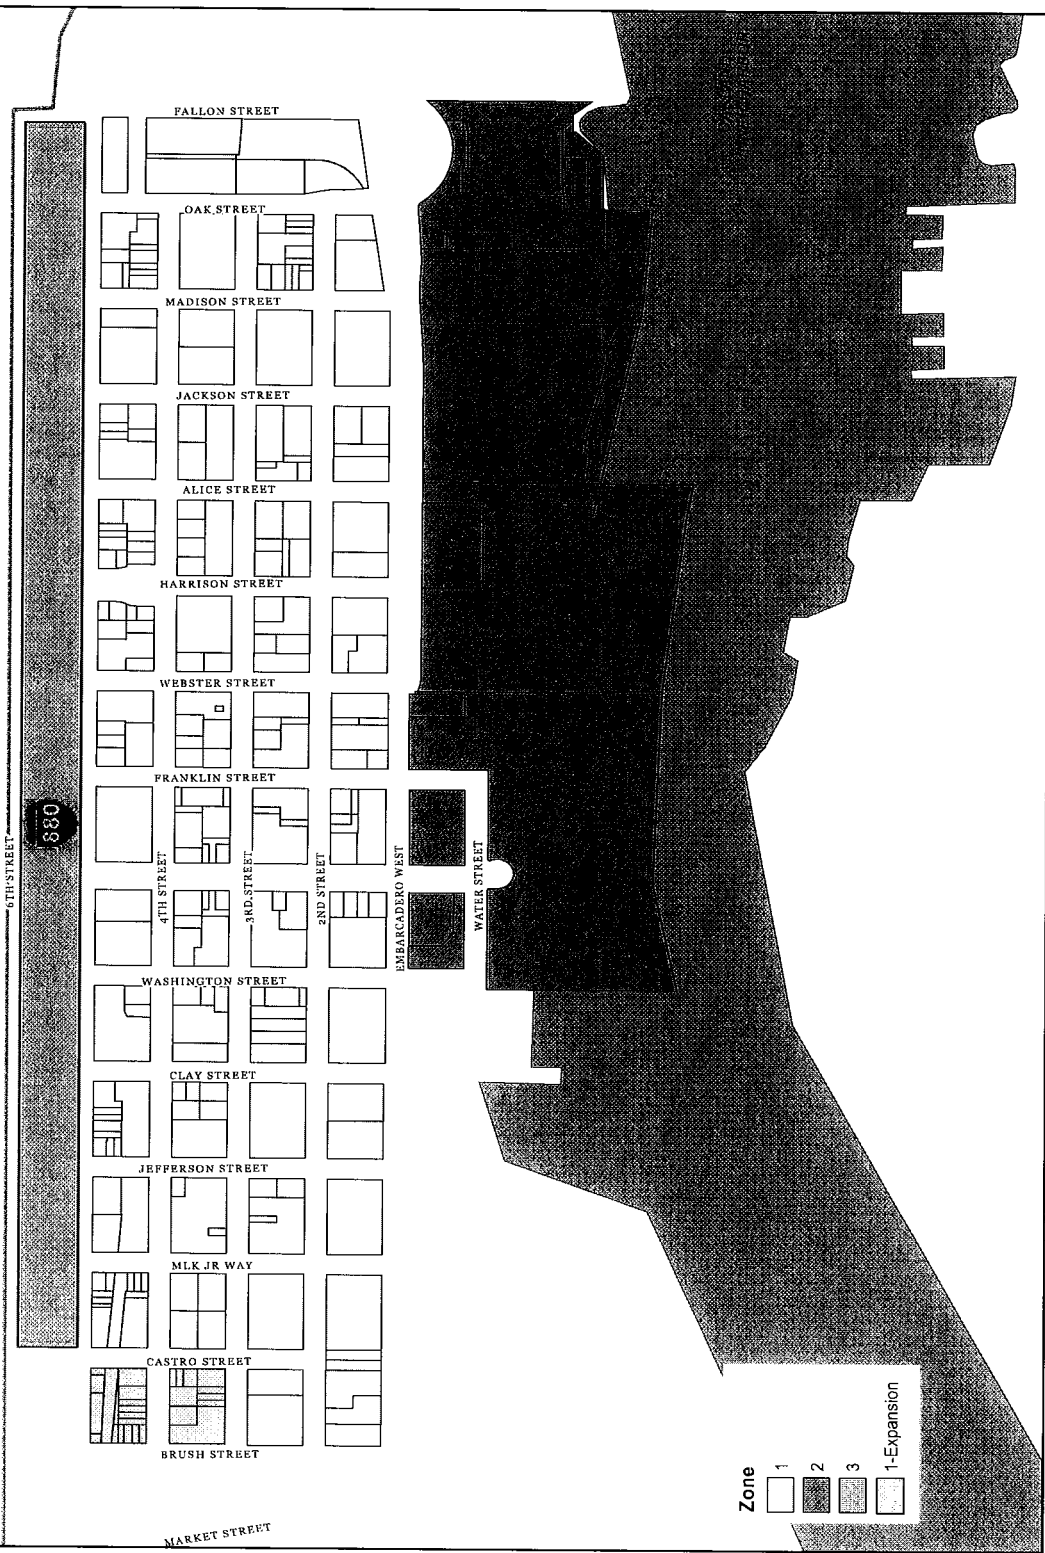 FALLON STREET
OAK STREET
MADISON STREET
JACKSON STREET
ALICE STREET
HARRISON STREET
WEBSTER STREET
FRANKLIN STREET
880
6TH STREET
4TH STREET
3RD STREET
2ND STREET
EMBARCADERO WEST
WATER STREET
WASHINGTON STREET
CLAY STREET
JEFFERSON STREET
MLK JR WAY
CASTRO STREET
BRUSH STREET
MARKET STREET
Zone
1
2
3
1-Expansion